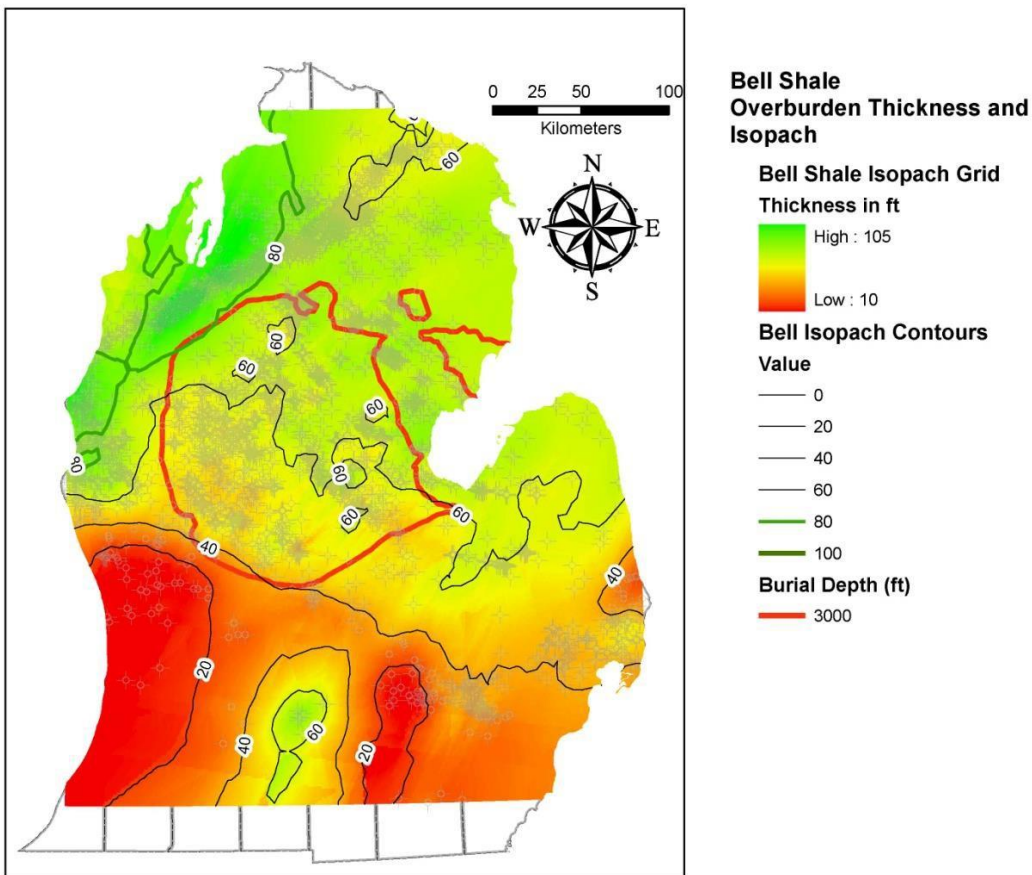 0 25 50 100
Kilometers
N
W E
S
60
80
60
60
60
80
60
60
60
40
40
20
60
40
20
Bell Shale
Overburden Thickness and
Isopach
Bell Shale Isopach Grid
Thickness in ft
High : 105
Low : 10
Bell Isopach Contours
Value
0
20
40
60
80
100
Burial Depth (ft)
3000